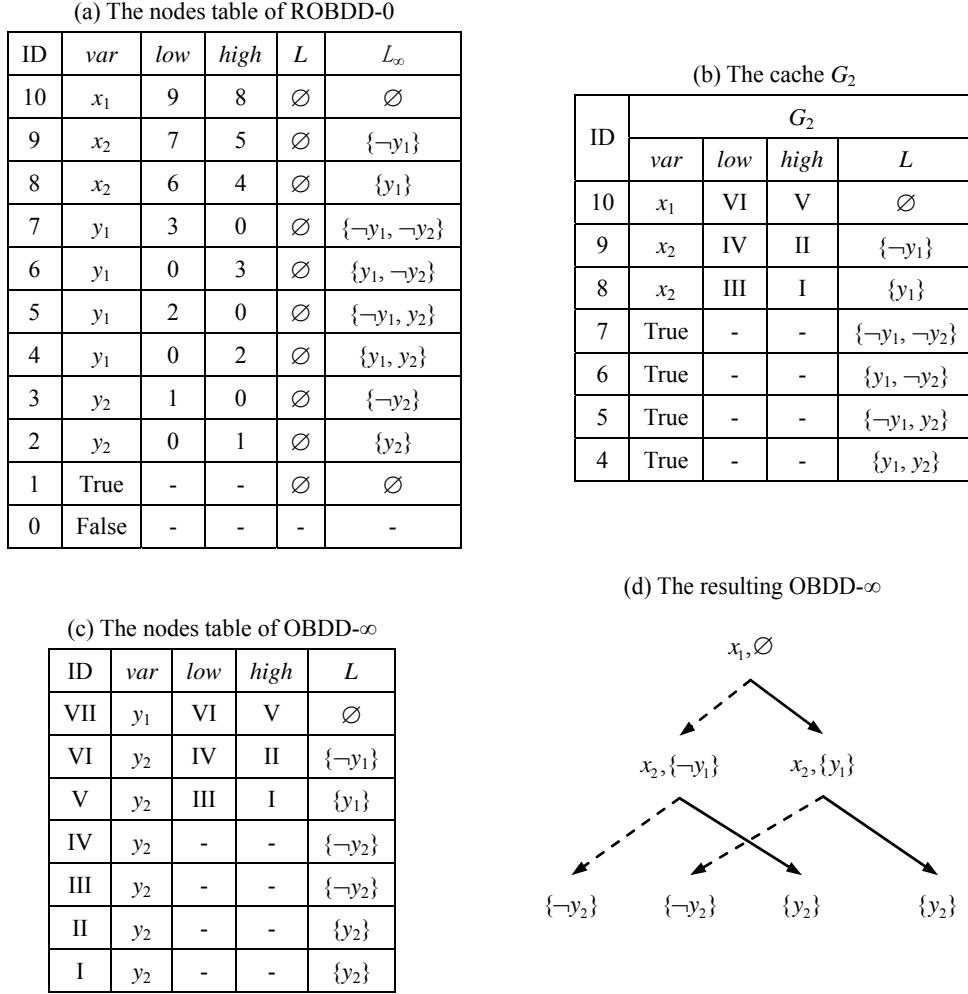 (a) The nodes table of ROBDD-0
ID var low high L L∞
10 x₁ 9 8 ∅ ∅
9 x₂ 7 5 ∅ {¬y₁}
8 x₂ 6 4 ∅ {y₁}
7 y₁ 3 0 ∅ {¬y₁, ¬y₂}
6 y₁ 0 3 ∅ {y₁, ¬y₂}
5 y₁ 2 0 ∅ {¬y₁, y₂}
4 y₁ 0 2 ∅ {y₁, y₂}
3 y₂ 1 0 ∅ {¬y₂}
2 y₂ 0 1 ∅ {y₂}
1 True - - ∅ ∅
0 False - - - -
(b) The cache G₂
ID G₂
var low high L
10 x₁ VI V ∅
9 x₂ IV II {¬y₁}
8 x₂ III I {y₁}
7 True - - {¬y₁, ¬y₂}
6 True - - {y₁, ¬y₂}
5 True - - {¬y₁, y₂}
4 True - - {y₁, y₂}
(c) The nodes table of OBDD-∞
ID var low high L
VII y₁ VI V ∅
VI y₂ IV II {¬y₁}
V y₂ III I {y₁}
IV y₂ - - {¬y₂}
III y₂ - - {¬y₂}
II y₂ - - {y₂}
I y₂ - - {y₂}
(d) The resulting OBDD-∞
x₁,∅
x₂,{¬y₁} x₂,{y₁}
{¬y₂} {¬y₂} {y₂} {y₂}